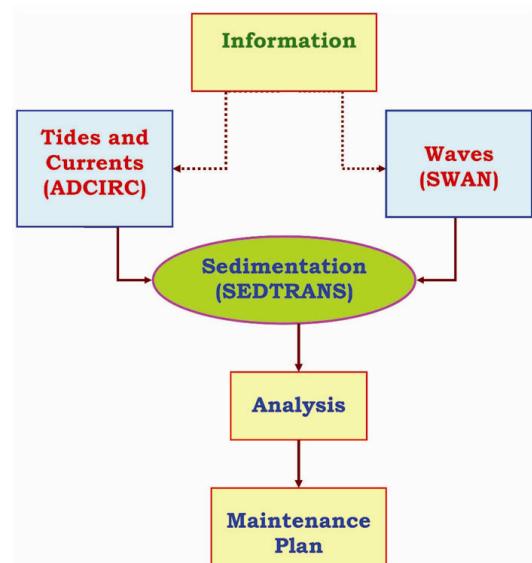 Information
Tides and
Currents
(ADCIRC)
Waves
(SWAN)
Sedimentation
(SEDTRANS)
Analysis
Maintenance
Plan